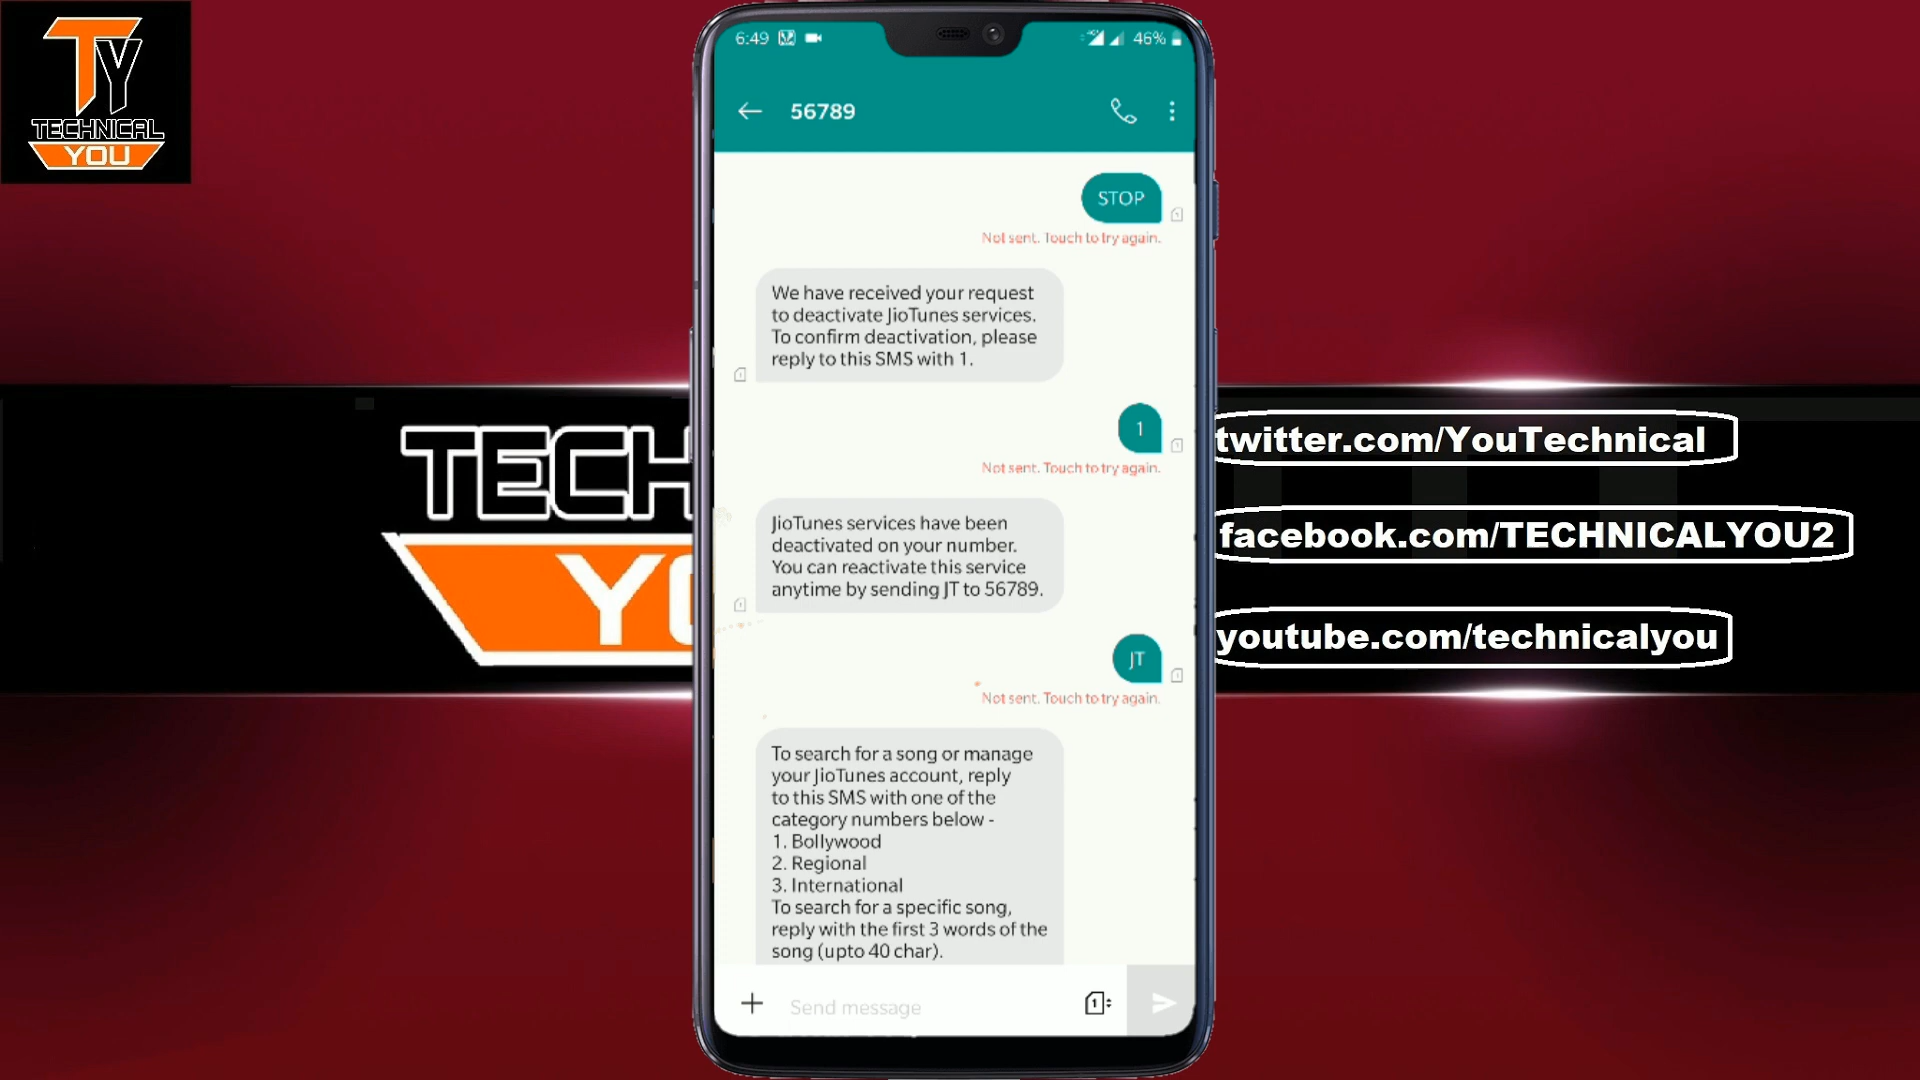 TY
TECHNICAL
YOU
6:49
46%
56789
STOP
Not sent. Touch to try again.
We have received your request
to deactivate JioTunes services.
To confirm deactivation, please
reply to this SMS with 1.
1
Not sent. Touch to try again.
JioTunes services have been
deactivated on your number.
You can reactivate this service
anytime by sending JT to 56789.
JT
Not sent. Touch to try again.
To search for a song or manage
your JioTunes account, reply
to this SMS with one of the
category numbers below -
1. Bollywood
2. Regional
3. International
To search for a specific song,
reply with the first 3 words of the
song (upto 40 char).
Send message
1
TECH
YO
twitter.com/YouTechnical
facebook.com/TECHNICALYOU2
youtube.com/technicalyou